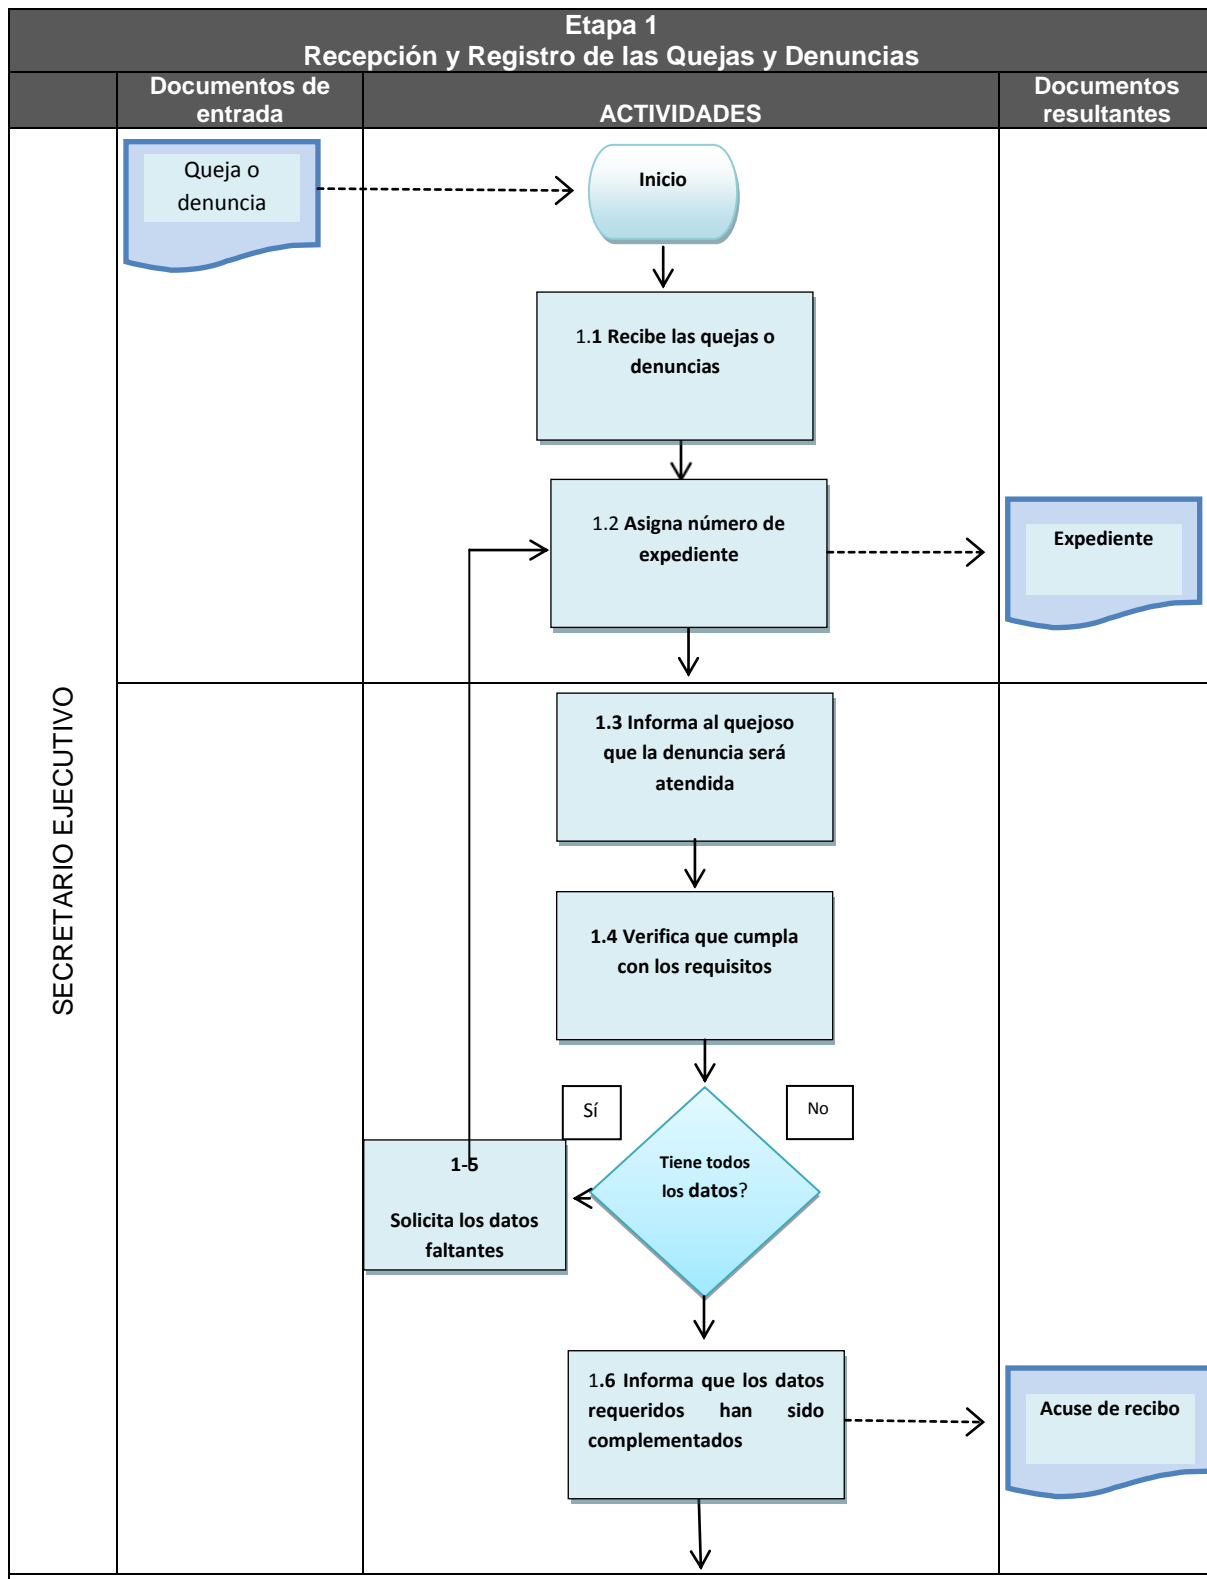 Etapa 1
Recepción y Registro de las Quejas y Denuncias
Documentos de
entrada
ACTIVIDADES
Documentos
resultantes
SECRETARIO EJECUTIVO
Queja o
denuncia
Inicio
1.1 Recibe las quejas o
denuncias
1.2 Asigna número de
expediente
Expediente
1.3 Informa al quejoso
que la denuncia será
atendida
1.4 Verifica que cumpla
con los requisitos
Sí
No
Tiene todos
los datos?
1-5
Solicita los datos
faltantes
1.6 Informa que los datos
requeridos han sido
complementados
Acuse de recibo